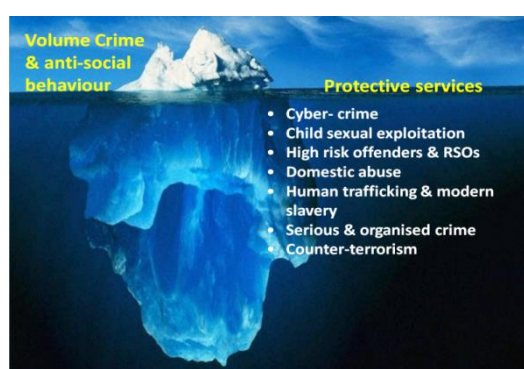 Volume Crime
& anti-social
behaviour
Protective services
• Cyber- crime
• Child sexual exploitation
• High risk offenders & RSOs
• Domestic abuse
• Human trafficking & modern
slavery
• Serious & organised crime
• Counter-terrorism